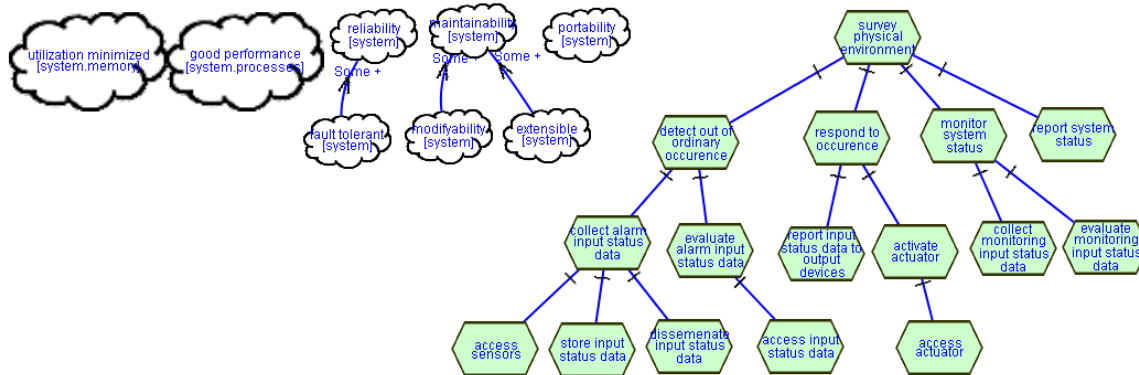 utilization minimized
[system.memory]
good performance
[system.processes]
reliability
[system]
maintainability
[system]
portability
[system]
Some +
Some +
Some +
fault tolerant
[system]
modifyability
[system]
extensible
[system]
survey
physical
environment
detect out of
ordinary
occurence
respond to
occurence
monitor
system
status
report system
status
collect alarm
input status
data
evaluate
alarm input
status data
report input
status data to
output
devices
activate
actuator
collect
monitoring
input status
data
evaluate
monitoring
input status
data
access
sensors
store input
status data
dissemenate
input status
data
access input
status data
access
actuator